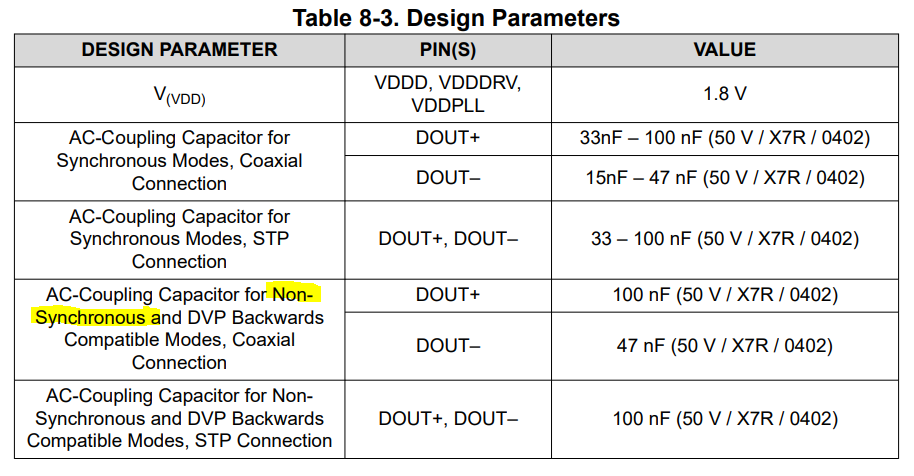 Table 8-3. Design Parameters
DESIGN PARAMETER PIN(S) VALUE
V(VDD)
VDDD, VDDDRV,
VDDPLL
1.8 V
AC-Coupling Capacitor for
Synchronous Modes, Coaxial
Connection
DOUT+ 33nF – 100 nF (50 V / X7R / 0402)
DOUT– 15nF – 47 nF (50 V / X7R / 0402)
AC-Coupling Capacitor for
Synchronous Modes, STP
Connection
DOUT+, DOUT– 33 – 100 nF (50 V / X7R / 0402)
AC-Coupling Capacitor for Non-
Synchronous and DVP Backwards
Compatible Modes, Coaxial
Connection
DOUT+ 100 nF (50 V / X7R / 0402)
DOUT– 47 nF (50 V / X7R / 0402)
AC-Coupling Capacitor for Non-
Synchronous and DVP Backwards
Compatible Modes, STP Connection
DOUT+, DOUT– 100 nF (50 V / X7R / 0402)